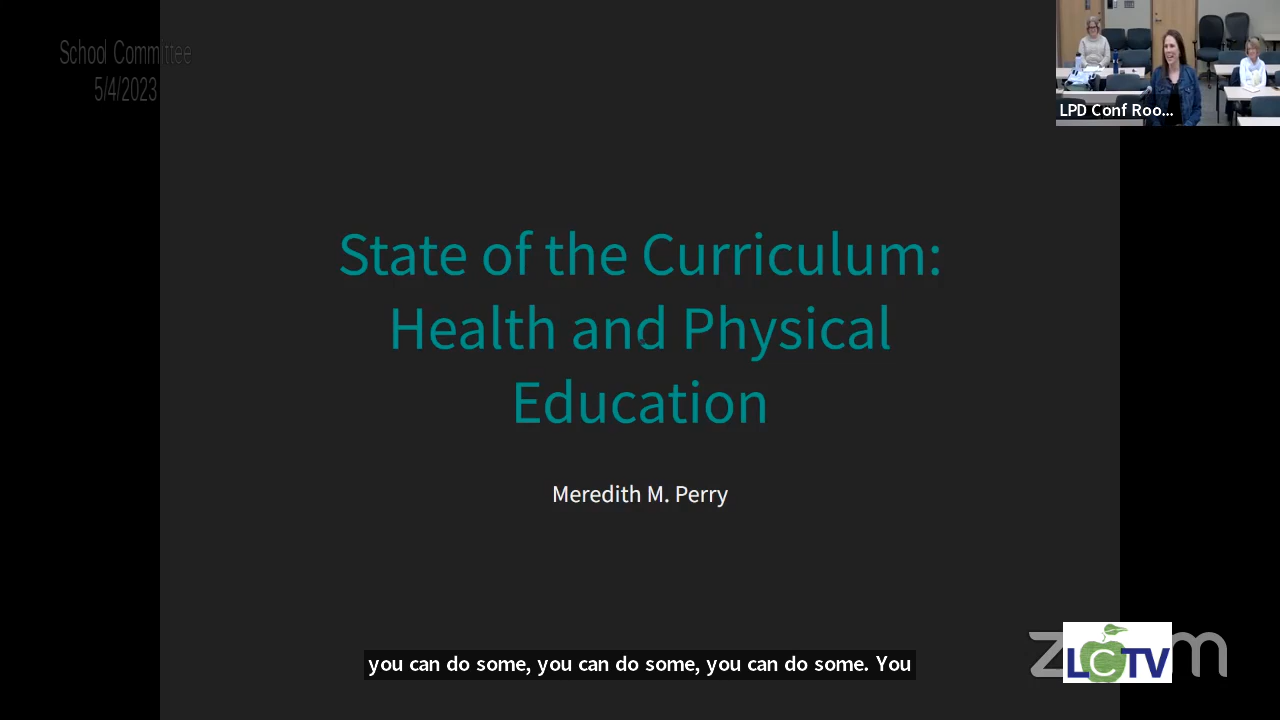 School Committee
5/4/2023
LPD Conf Roo...
State of the Curriculum:
Health and Physical
Education
Meredith M. Perry
you can do some, you can do some, you can do some. You
zoom
LCTV